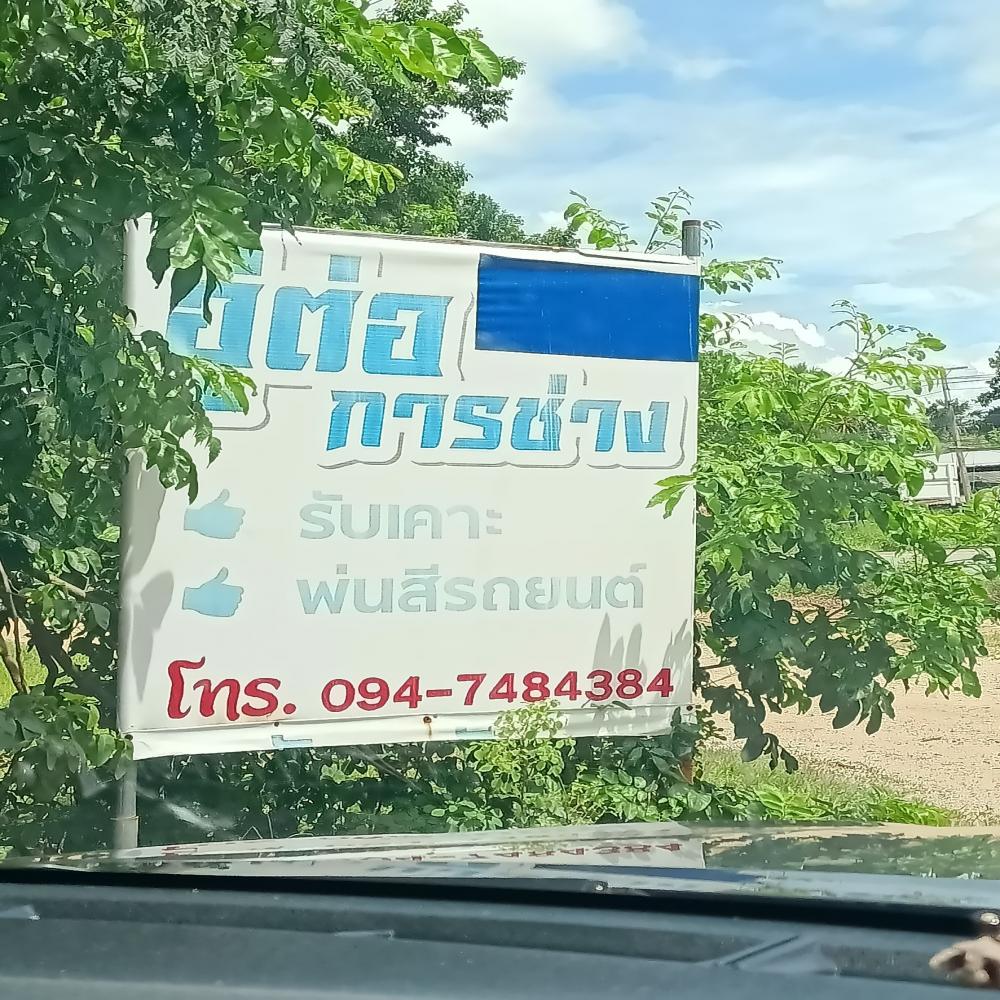 อู่ต่อ
การช่าง
รับเคาะ
พ่นสีรถยนต์
โทร. 094-7484384